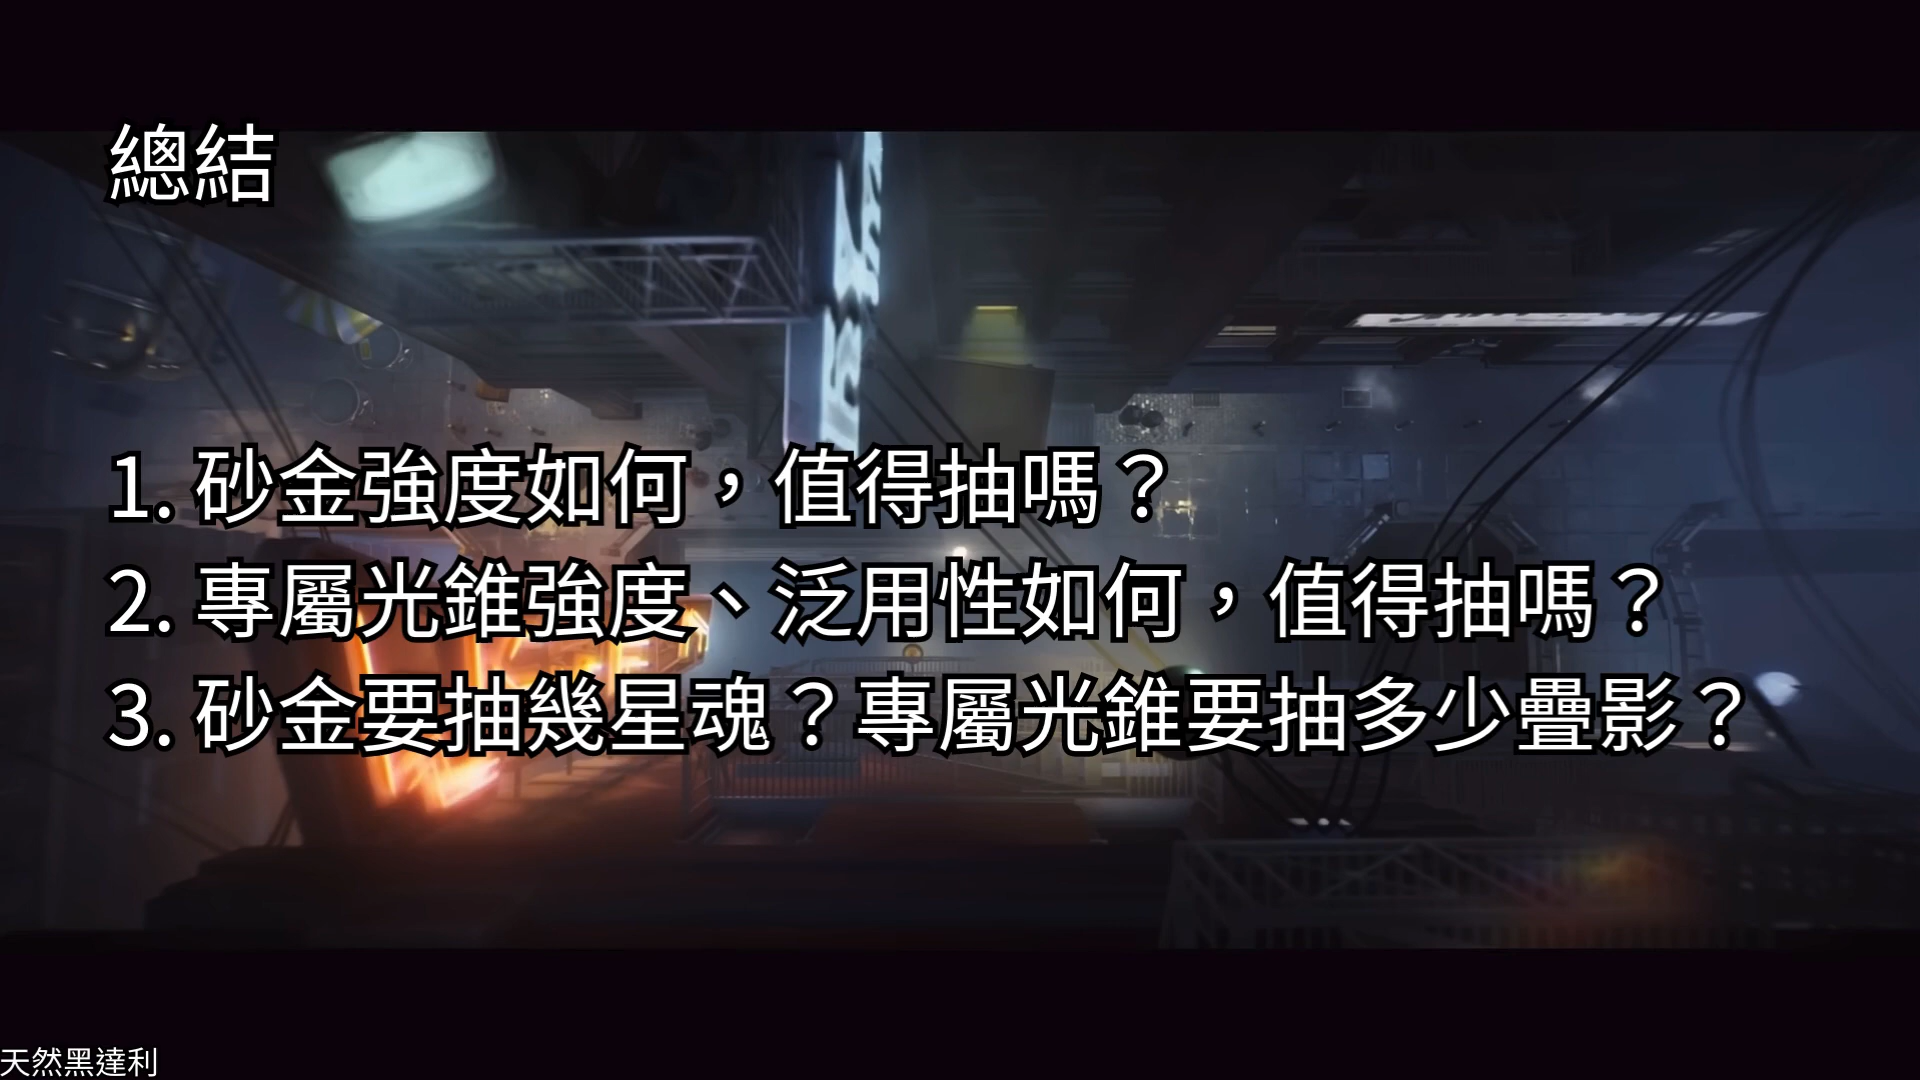 總結
1. 砂金強度如何，值得抽嗎？
2. 專屬光錐強度、泛用性如何，值得抽嗎？
3. 砂金要抽幾星魂？專屬光錐要抽多少疊影？
天然黑達利